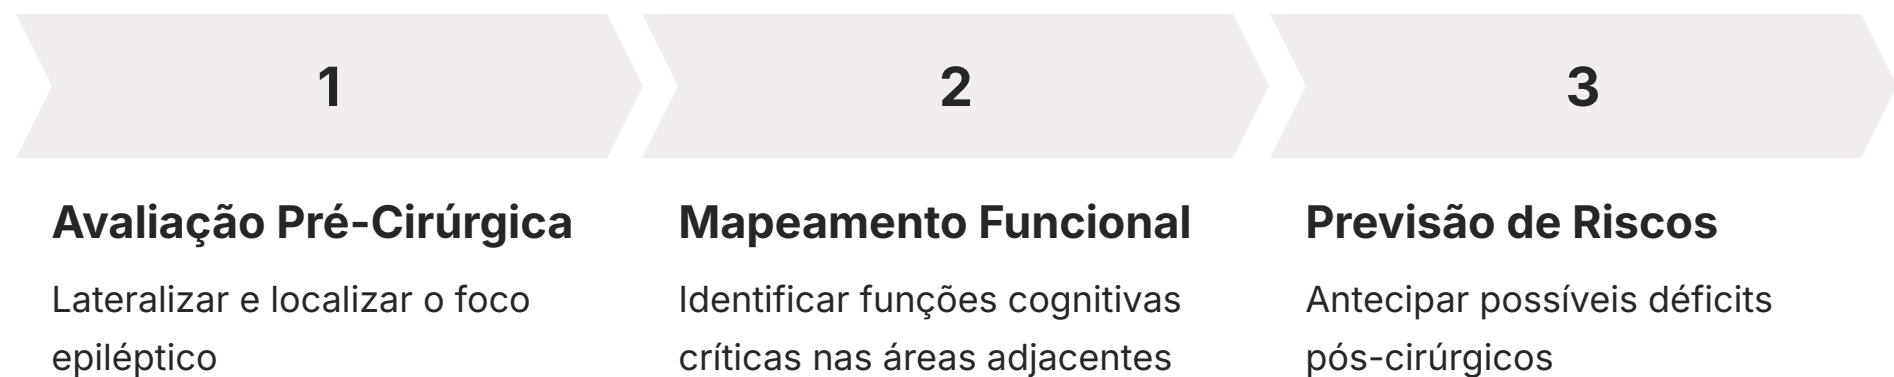 1
2
3
Avaliação Pré-Cirúrgica
Lateralizar e localizar o foco
epiléptico
Mapeamento Funcional
Identificar funções cognitivas
críticas nas áreas adjacentes
Previsão de Riscos
Antecipar possíveis déficits
pós-cirúrgicos